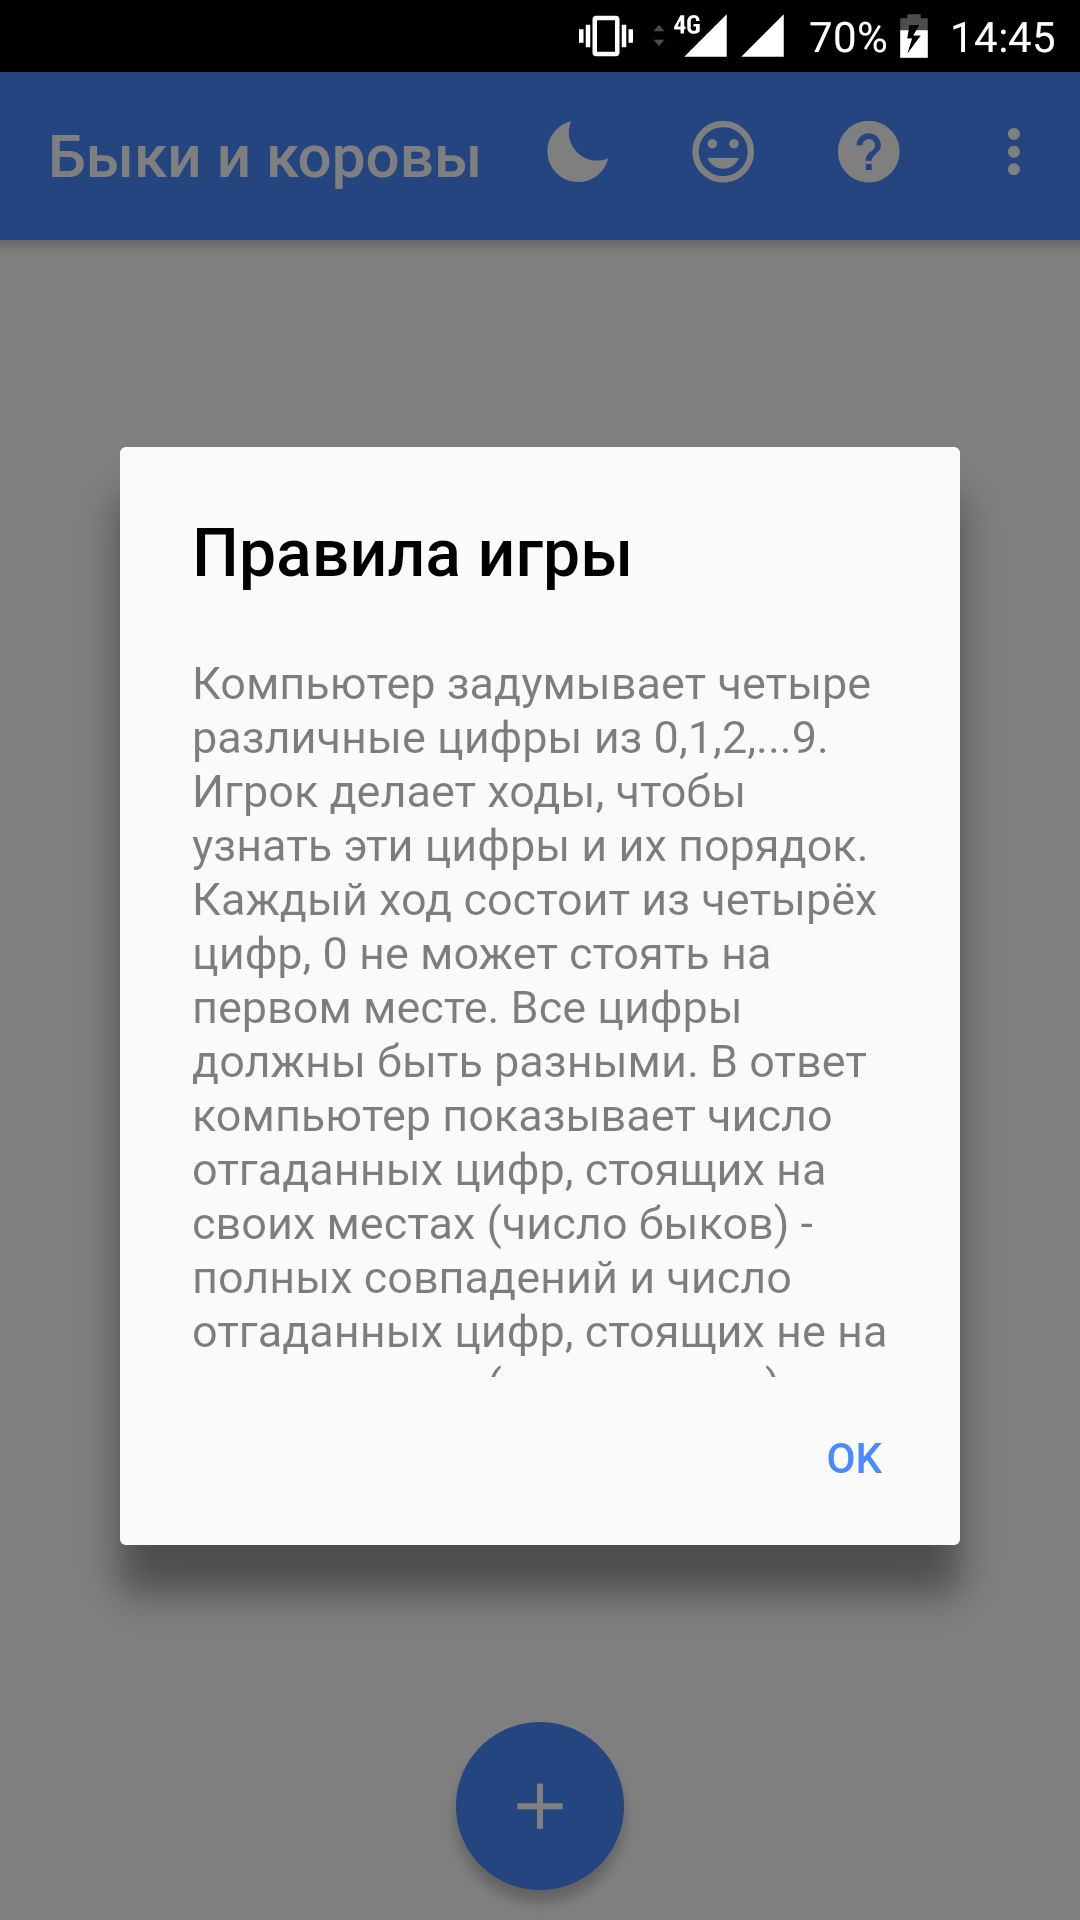 4G 70% 14:45
Быки и коровы
Правила игры
Компьютер задумывает четыре
различные цифры из 0,1,2,...9.
Игрок делает ходы, чтобы
узнать эти цифры и их порядок.
Каждый ход состоит из четырёх
цифр, 0 не может стоять на
первом месте. Все цифры
должны быть разными. В ответ
компьютер показывает число
отгаданных цифр, стоящих на
своих местах (число быков) -
полных совпадений и число
отгаданных цифр, стоящих не на
OK